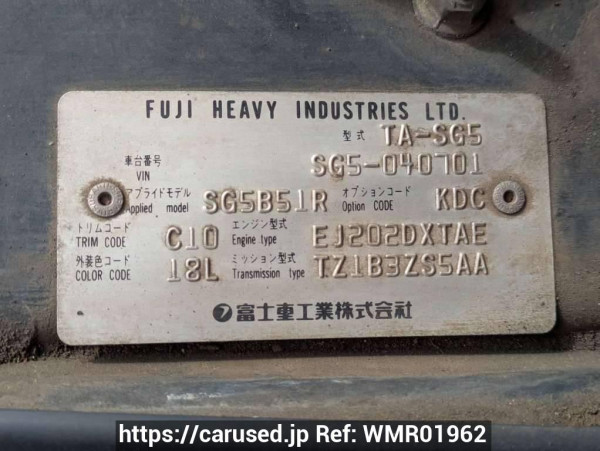 FUJI HEAVY INDUSTRIES LTD.
型式 TA-SG5
車台番号 VIN SG5-040701
アプライドモデル Applied model SG5B51R オプションコード Option CODE KDC
トリムコード TRIM CODE C10 エンジン型式 Engine type EJ202DXTAE
外装色コード COLOR CODE 18L ミッション型式 Transmission type TZ1B3ZS5AA
富士重工業株式会社
https://carused.jp Ref: WMR01962